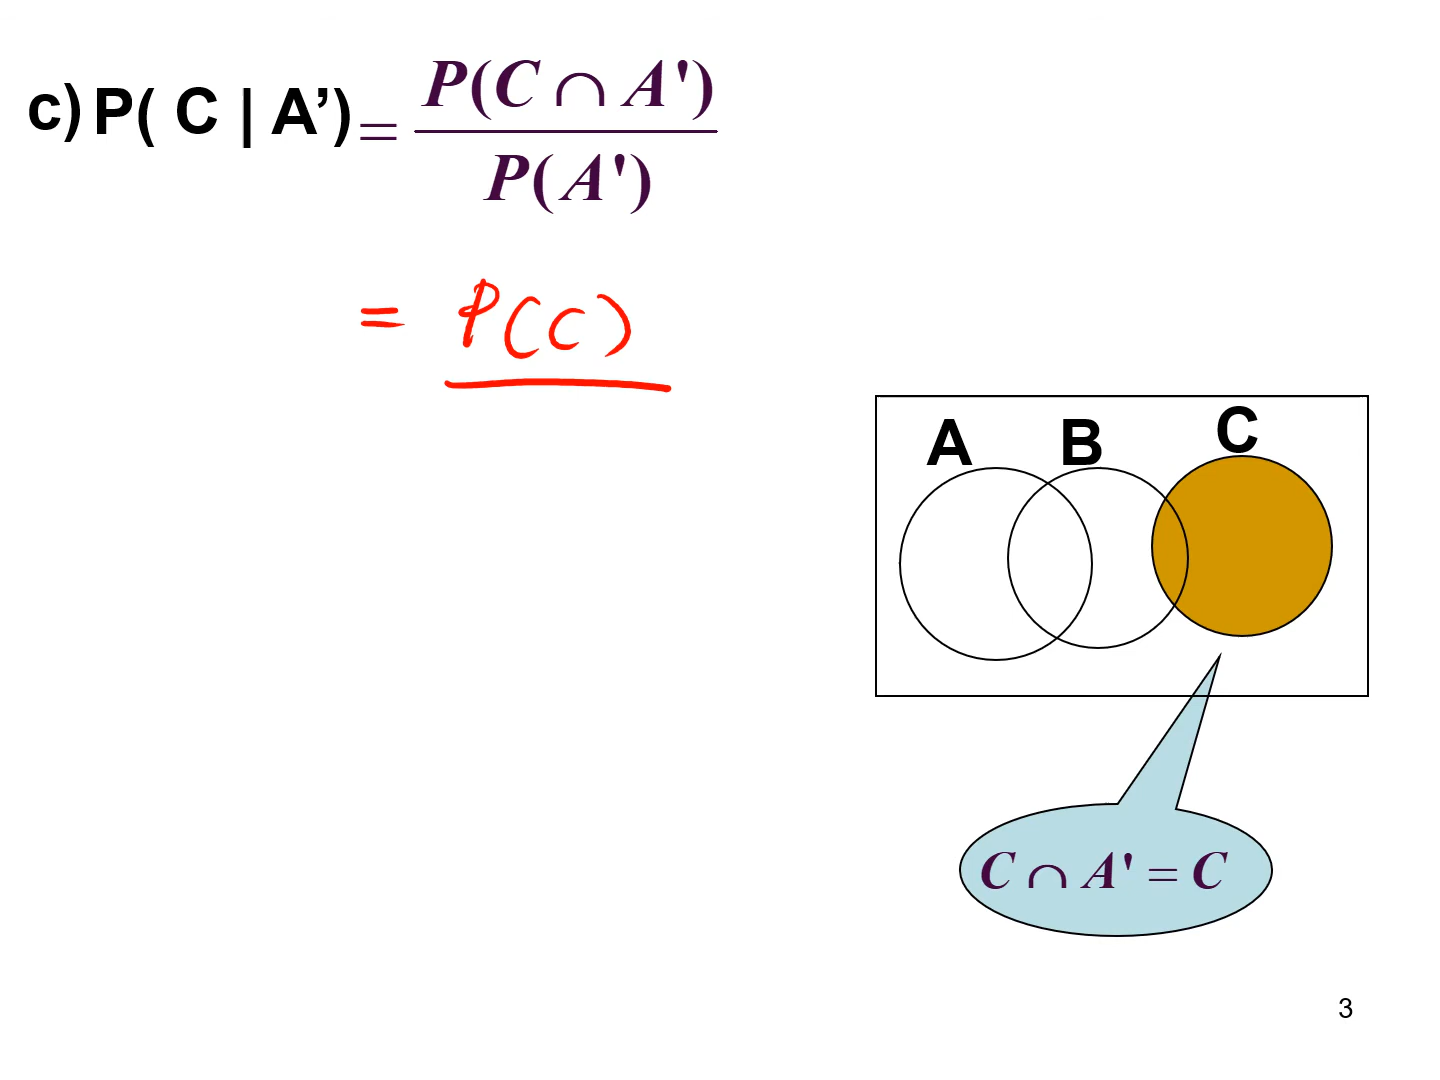 c) P( C | A’) = P(C ∩ A') / P(A')
= P(C)
A B C
C ∩ A' = C
3